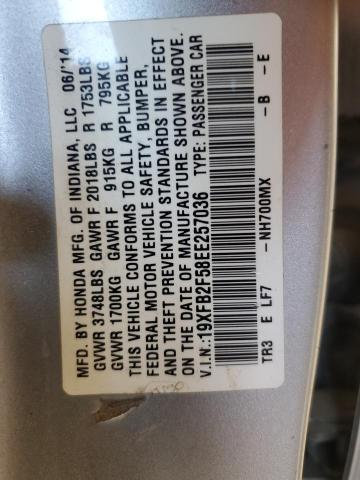 MFD. BY HONDA MFG. OF INDIANA, LLC 06/14
GVWR 3748LBS GAWR F 2018LBS R 1753LBS
GVWR 1700KG GAWR F 915KG R 795KG
THIS VEHICLE CONFORMS TO ALL APPLICABLE
FEDERAL MOTOR VEHICLE SAFETY, BUMPER,
AND THEFT PREVENTION STANDARDS IN EFFECT
ON THE DATE OF MANUFACTURE SHOWN ABOVE.
V.I.N.:19XFB2F58EE257036 TYPE: PASSENGER CAR
TR3 E LF7 -NH700MX -B -E